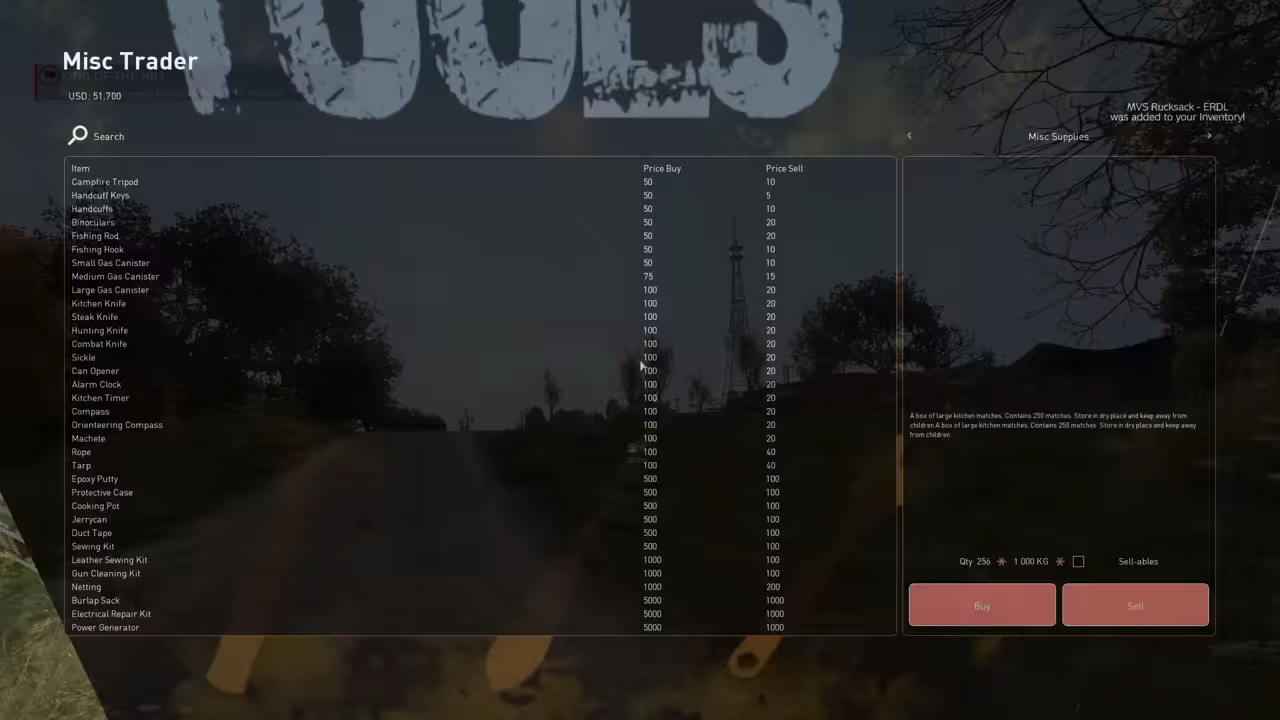 TOOLS
Misc Trader
KING OF THE HILL
USD: 51,700
MVS Rucksack - ERDL
was added to your Inventory!
Search
Misc Supplies
Item Price Buy Price Sell
Campfire Tripod 50 10
Handcuff Keys 50 5
Handcuffs 50 10
Binoculars 50 20
Fishing Rod 50 20
Fishing Hook 50 10
Small Gas Canister 50 10
Medium Gas Canister 75 15
Large Gas Canister 100 20
Kitchen Knife 100 20
Steak Knife 100 20
Hunting Knife 100 20
Combat Knife 100 20
Sickle 100 20
Can Opener 100 20
Alarm Clock 100 20
Kitchen Timer 100 20
Compass 100 20
Orienteering Compass 100 20
Machete 100 20
Rope 100 40
Tarp 100 40
Epoxy Putty 500 100
Protective Case 500 100
Cooking Pot 500 100
Jerrycan 500 100
Duct Tape 500 100
Sewing Kit 500 100
Leather Sewing Kit 1000 100
Gun Cleaning Kit 1000 100
Netting 1000 200
Burlap Sack 5000 1000
Electrical Repair Kit 5000 1000
Power Generator 5000 1000
A box of large kitchen matches. Contains 250 matches. Store in dry place and keep away from
children.A box of large kitchen matches. Contains 250 matches. Store in dry place and keep away
from children
Qty: 256 1.000 KG Sell-ables
Buy Sell